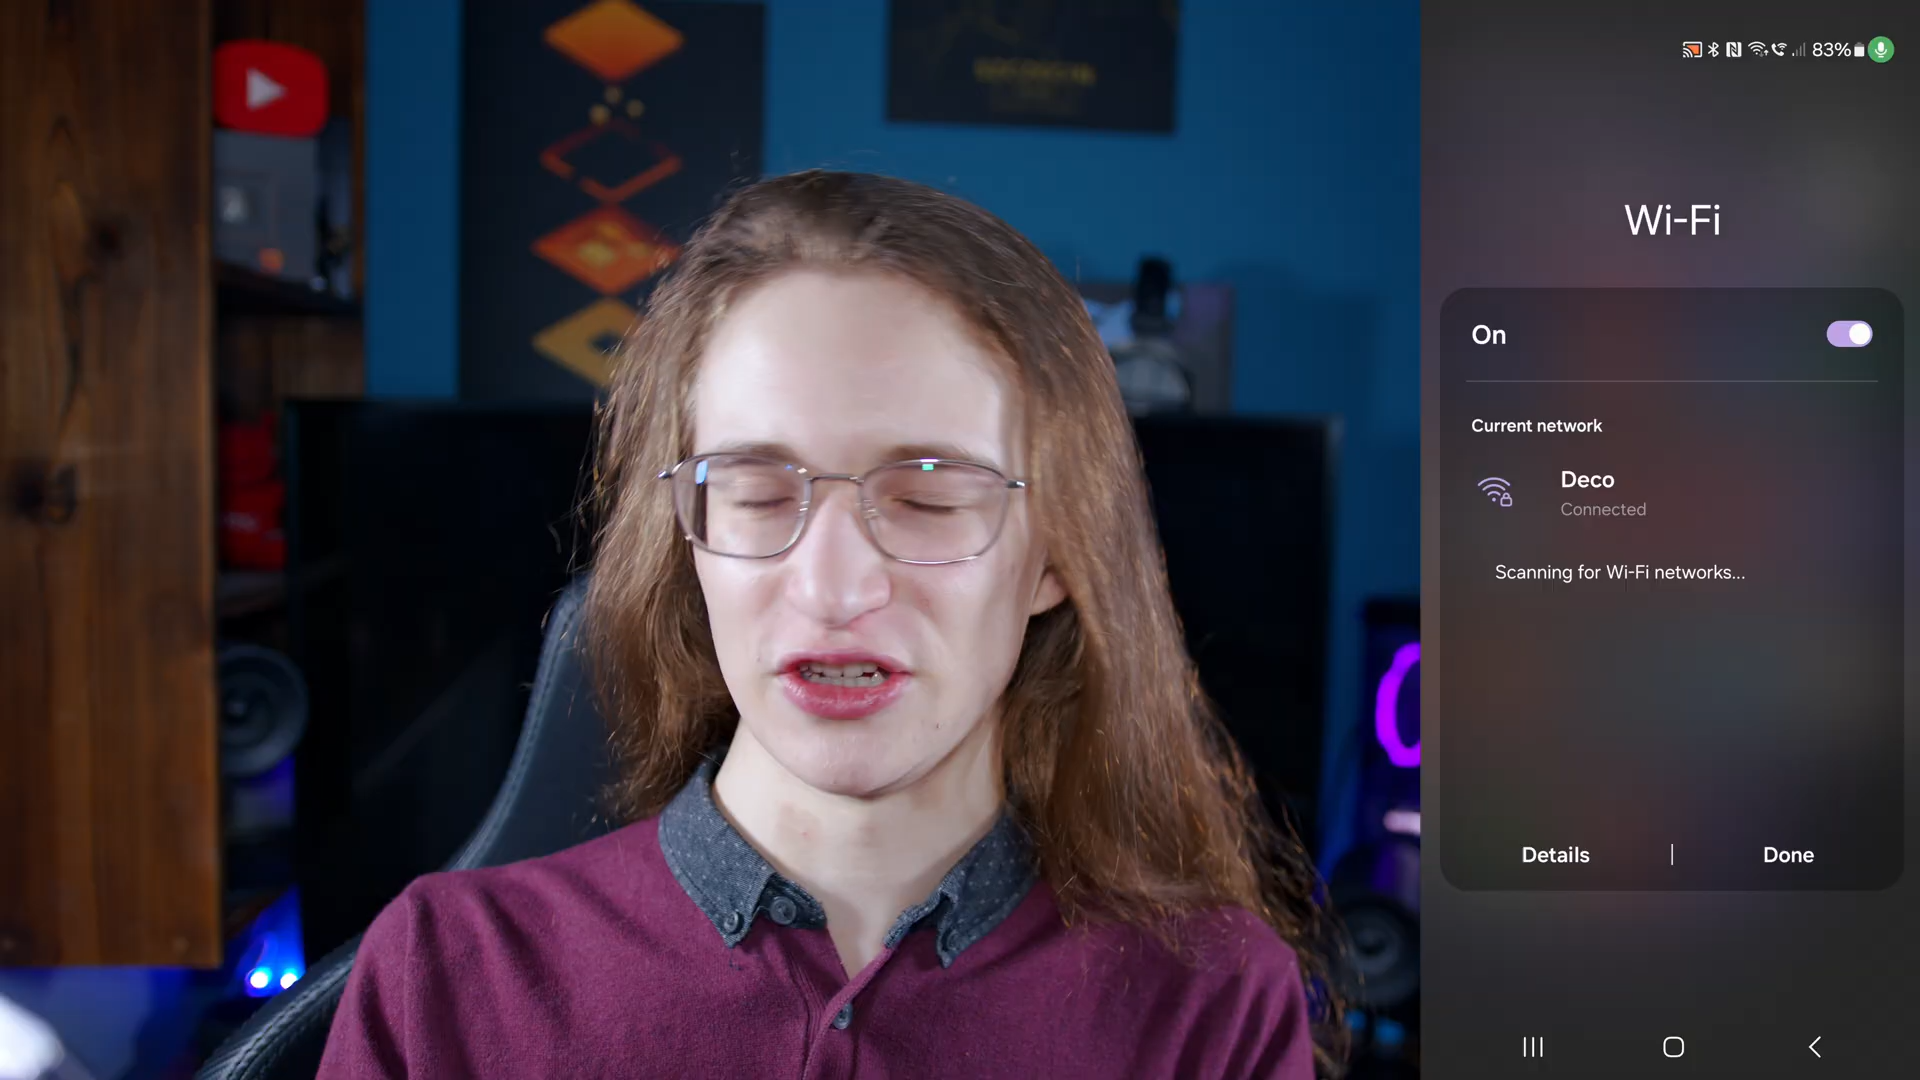 83%
Wi-Fi
On
Current network
Deco
Connected
Scanning for Wi-Fi networks...
Details | Done